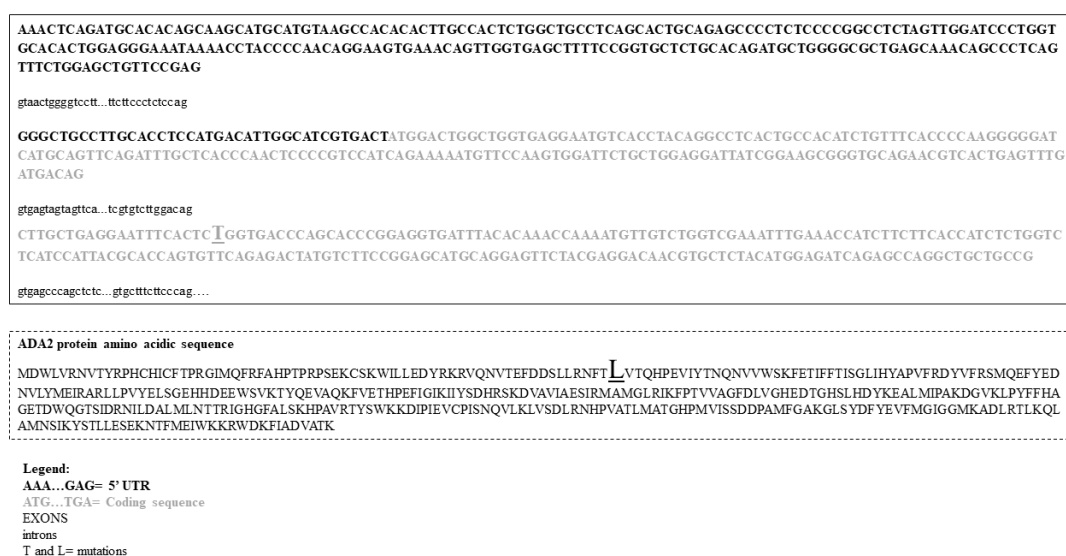 AAACTCAGATGCACACACAGCAAGCATGCATGTAAGCCACACACTTGCCACTCTGGCTGCCTCAGCACTGCAGAGCCCCTCTCCCCGGCCTCTAGTTGGATCCCTGGT
GCACACTGGAGGGAAATAAAACCTACCCCAACAGGAAGTGAAACAGTTGGTGAGCTTTTCCGGTGCTCTGCACAGATGCTGGGGCGCTGAGCAAACAGCCCTCAG
TTTCTGGAGCTGTTCCGAG
gtaactggggtcctt...ttcttccctctccag
GGGCTGCCTTGCACCTCCATGACATTGGCATCGTGACTATGGACTGGCTGGTGAGGAATGTCACCTACAGGCCTCACTGCCACATCTGTTTCACCCCAAGGGGGAT
CATGCAGTTCAGATTTGCTCACCCAACTCCCCGTCCATCAGAAAAATGTTCCAAGTGGATTCTGCTGGAGGATTATCGGAAGCGGGTGCAGAACGTCACTGAGTTTG
ATGACAG
gtgagtagtagttca...tcgtgtcttggacag
CTTGCTGAGGAATTTCACTCTGGTGACCCAGCACCCGGAGGTGATTTACACAAACCAAAATGTTGTCTGGTCGAAATTTGAAACCATCTTCTTCACCATCTCTGGTC
TCATCCATTACGCACCAGTGTTCAGAGACTATGTCTTCCGGAGCATGCAGGAGTTCTACGAGGACAACGTGCTCTACATGGAGATCAGAGCCAGGCTGCTGCCG
gtgagcccagctctc...gtgctttcttcccag....
ADA2 protein amino acidic sequence
MDWLVRNVTYRPHCHICFTPRGIMQFRFAHPTPRPSEKCSKWILLEDYRKRVQNVTEFDDSLLRNFTLVTQHPEVIYTNQNVVWSKFETIFFTISGLIHYAPVFRDYVFRSMQEFYED
NVLYMEIRARLLPVYELSGEHHDEEWSVKTYQEVAQKFVETHPEFIGIKIIYSDHRSKDVAVIAESIRMAMGLRIKFPTVVAGFDLVGHEDTGHSLHDYKEALMIPAKDGVKLPYFFHA
GETDWQGTSIDRNILDALMLNTTRIGHGFALSKHPAVRTYSWKKDIPIEVCPISNQVLKLVSDLRNHPVATLMATGHPMVISSDDPAMFGAKGLSYDFYEVFMGIGGMKADLRTLKQL
AMNSIKYSTLLESEKNTFMEIWKKRWDKFIADVATK
Legend:
AAA...GAG= 5’ UTR
ATG...TGA= Coding sequence
EXONS
introns
T and L= mutations